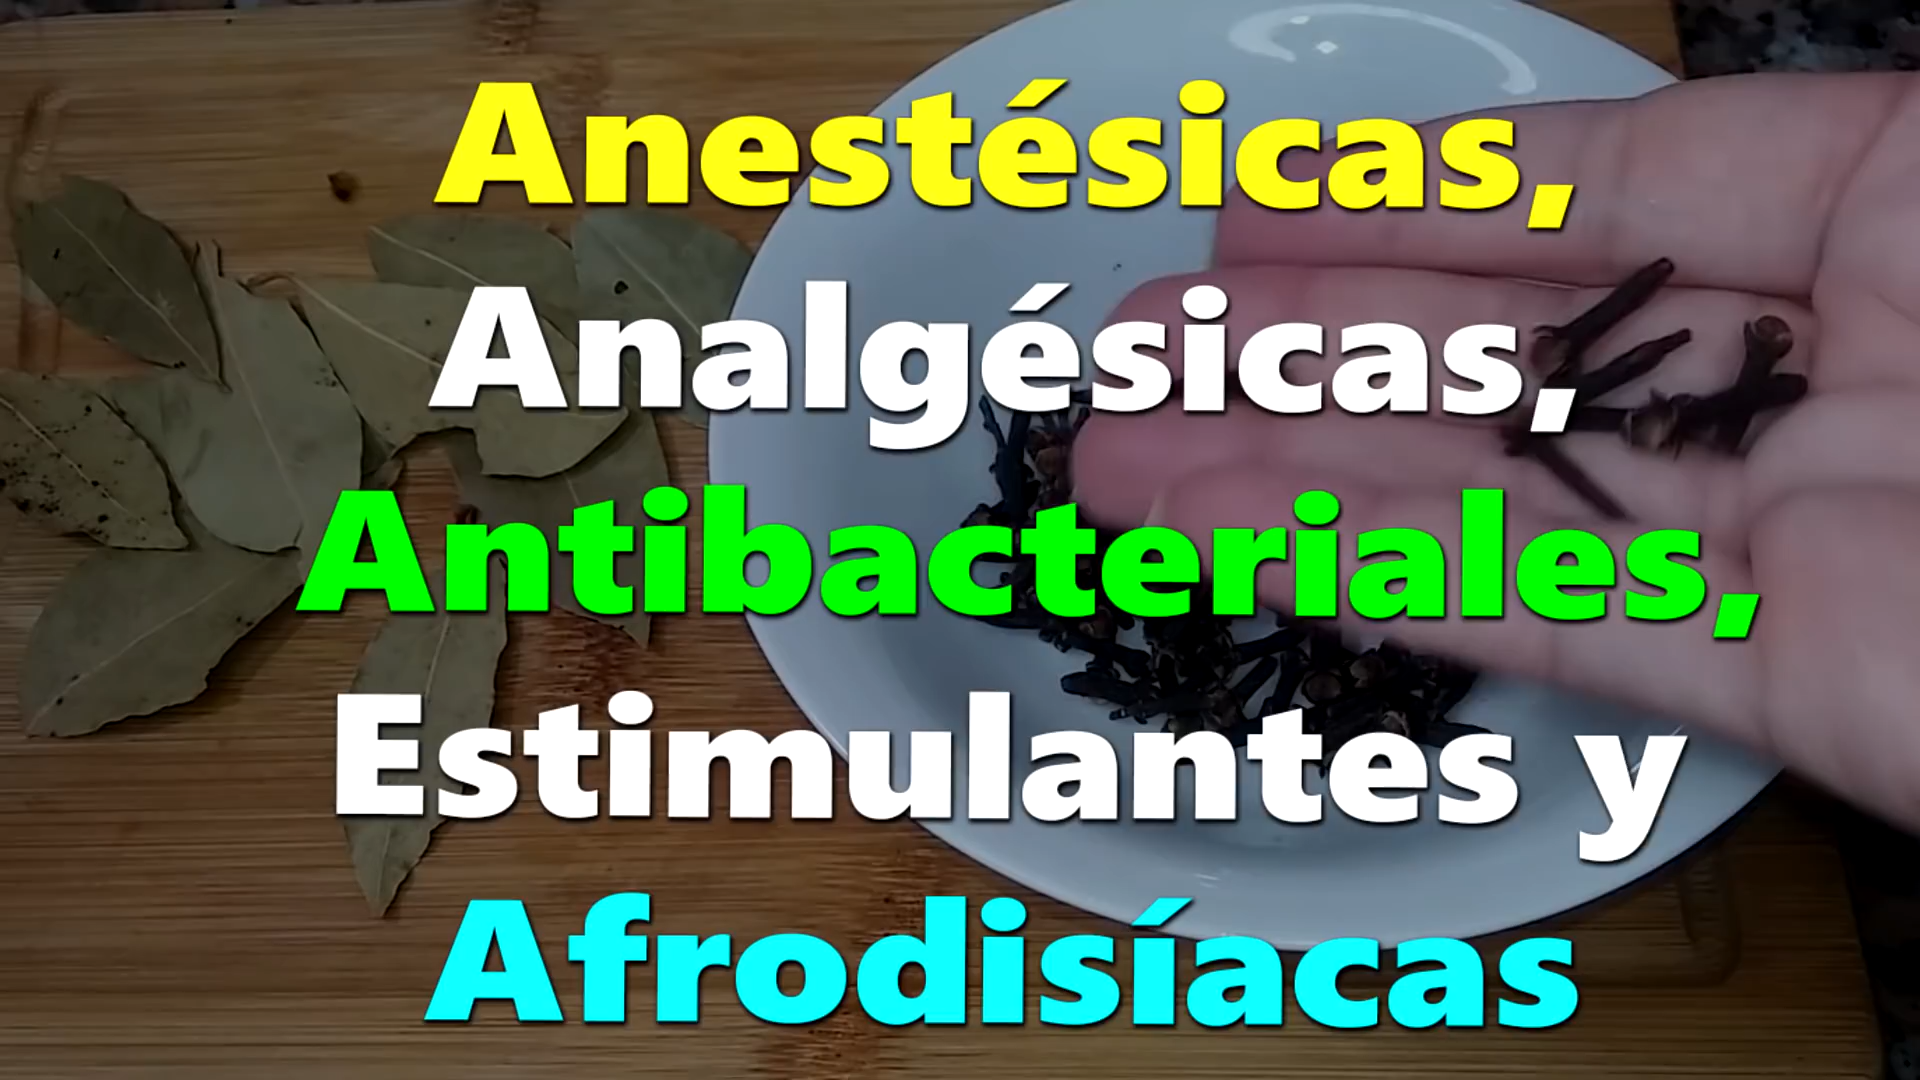 Anestésicas,
Analgésicas,
Antibacteriales,
Estimulantes y
Afrodisíacas